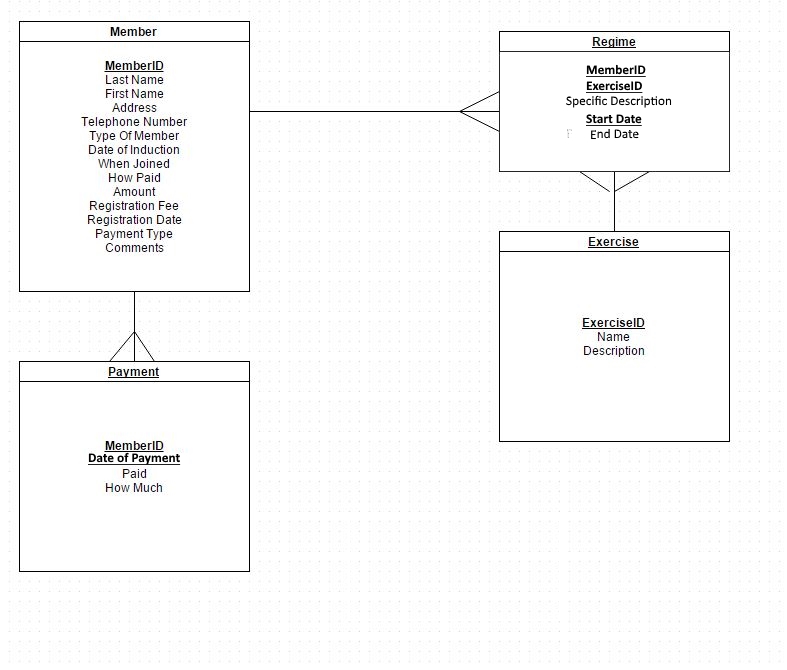 Member
MemberID
Last Name
First Name
Address
Telephone Number
Type Of Member
Date of Induction
When Joined
How Paid
Amount
Registration Fee
Registration Date
Payment Type
Comments
Regime
MemberID
ExerciseID
Specific Description
Start Date
End Date
Exercise
ExerciseID
Name
Description
Payment
MemberID
Date of Payment
Paid
How Much